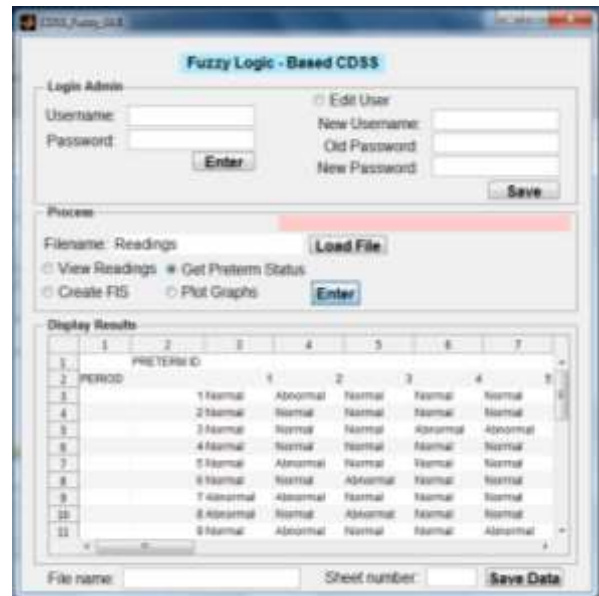 CDSS_Fuzzy_GUI
Fuzzy Logic - Based CDSS
Login Admin
Username:
Password:
Enter
Edit User
New Username:
Old Password:
New Password:
Save
Process
Filename: Readings
Load File
View Readings Get Preterm Status
Create FIS Plot Graphs
Enter
Display Results
1 2 3 4 5 6 7
1 PRETERM ID
2 PERIOD 1 2 3 4 5
3 1 Normal Abnormal Normal Normal Normal
4 2 Normal Normal Normal Normal Normal
5 3 Normal Normal Normal Abnormal Abnormal
6 4 Normal Normal Normal Normal Normal
7 5 Normal Abnormal Normal Normal Normal
8 6 Normal Normal Abnormal Normal Normal
9 7 Abnormal Normal Normal Normal Normal
10 8 Abnormal Normal Abnormal Normal Normal
11 9 Normal Abnormal Normal Normal Abnormal
File name: Sheet number: Save Data